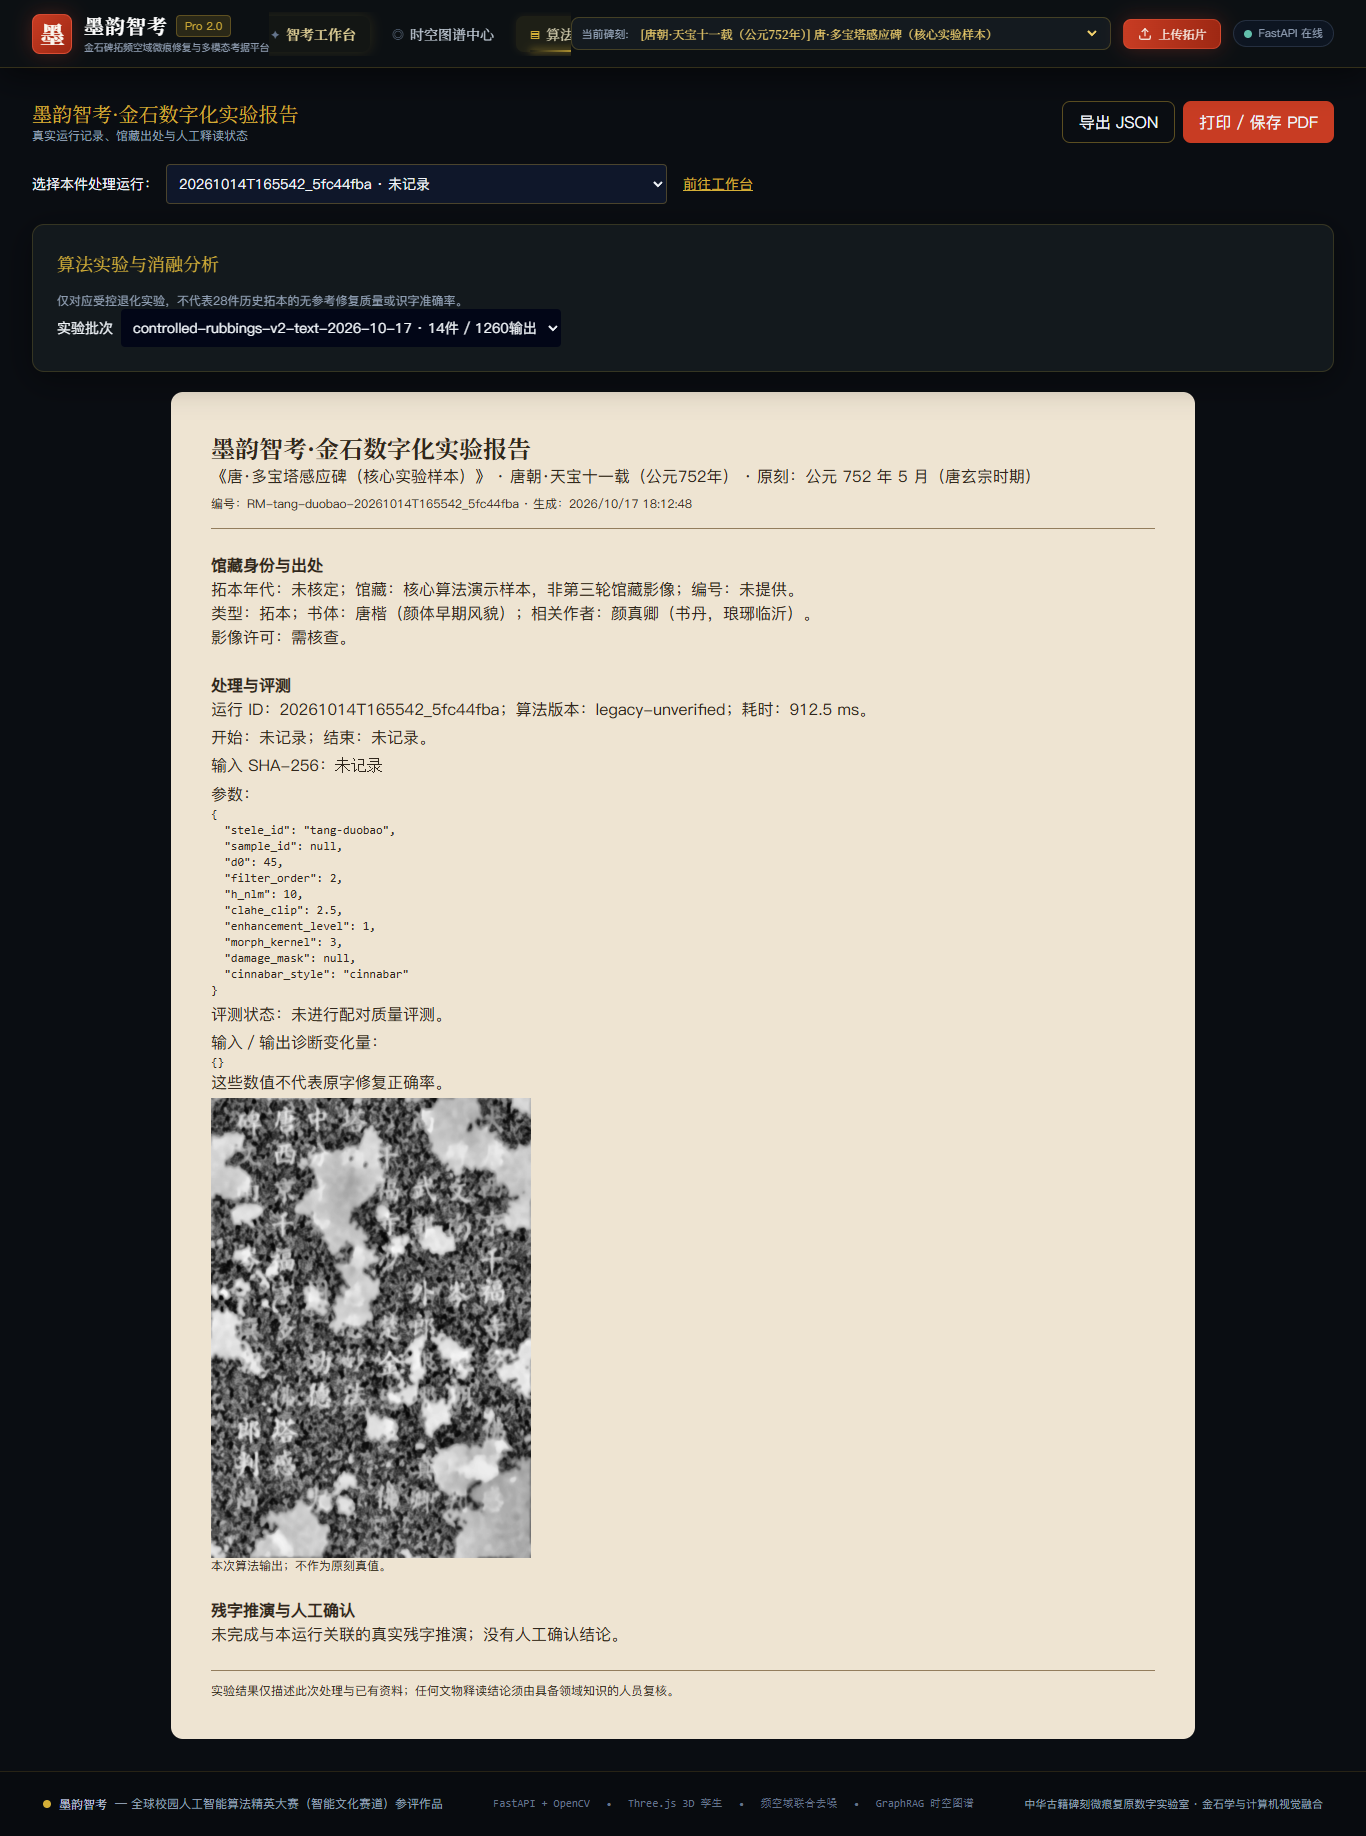 墨 墨韵智考 Pro 2.0
金石碑拓频空域微痕修复与多模态考据平台
智考工作台
时空图谱中心
算法
当前碑刻: [唐朝·天宝十一载（公元752年）] 唐·多宝塔感应碑（核心实验样本）
上传拓片
FastAPI 在线
墨韵智考·金石数字化实验报告
真实运行记录、馆藏出处与人工释读状态
导出 JSON
打印 / 保存 PDF
选择本件处理运行： 20261014T165542_5fc44fba · 未记录 前往工作台
算法实验与消融分析
仅对应受控退化实验，不代表28件历史拓本的无参考修复质量或识字准确率。
实验批次 controlled-rubbings-v2-text-2026-10-17 · 14件 / 1260输出
墨韵智考·金石数字化实验报告
《唐·多宝塔感应碑（核心实验样本）》 · 唐朝·天宝十一载（公元752年） · 原刻：公元 752 年 5 月（唐玄宗时期）
编号：RM-tang-duobao-20261014T165542_5fc44fba · 生成：2026/10/17 18:12:48
馆藏身份与出处
拓本年代：未核定；馆藏：核心算法演示样本，非第三轮馆藏影像；编号：未提供。
类型：拓本；书体：唐楷（颜体早期风貌）；相关作者：颜真卿（书丹，琅琊临沂）。
影像许可：需核查。
处理与评测
运行 ID：20261014T165542_5fc44fba；算法版本：legacy-unverified；耗时：912.5 ms。
开始：未记录；结束：未记录。
输入 SHA-256：未记录
参数：
{
"stele_id": "tang-duobao",
"sample_id": null,
"d0": 45,
"filter_order": 2,
"h_nlm": 10,
"clahe_clip": 2.5,
"enhancement_level": 1,
"morph_kernel": 3,
"damage_mask": null,
"cinnabar_style": "cinnabar"
}
评测状态：未进行配对质量评测。
输入 / 输出诊断变化量：
{}
这些数值不代表原字修复正确率。
本次算法输出；不作为原刻真值。
残字推演与人工确认
未完成与本运行关联的真实残字推演；没有人工确认结论。
实验结果仅描述此次处理与已有资料；任何文物释读结论须由具备领域知识的人员复核。
墨韵智考 — 全球校园人工智能算法精英大赛（智能文化赛道）参评作品
FastAPI + OpenCV • Three.js 3D 孪生 • 频空域联合去噪 • GraphRAG 时空图谱
中华古籍碑刻微痕复原数字实验室 · 金石学与计算机视觉融合